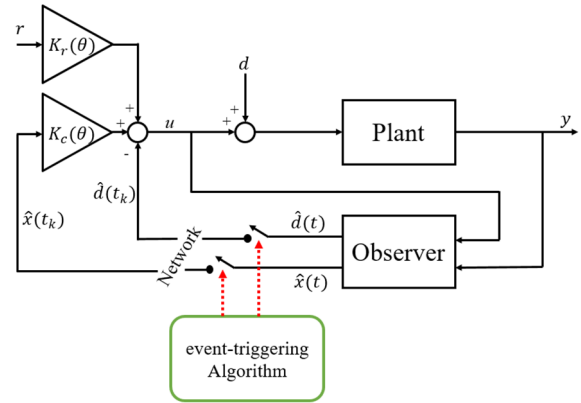 r
K_r(θ)
d
+
+
K_c(θ)
+
u
+
+
-
Plant
y
x̂(t_k)
d̂(t_k)
Network
d̂(t)
x̂(t)
Observer
event-triggering
Algorithm